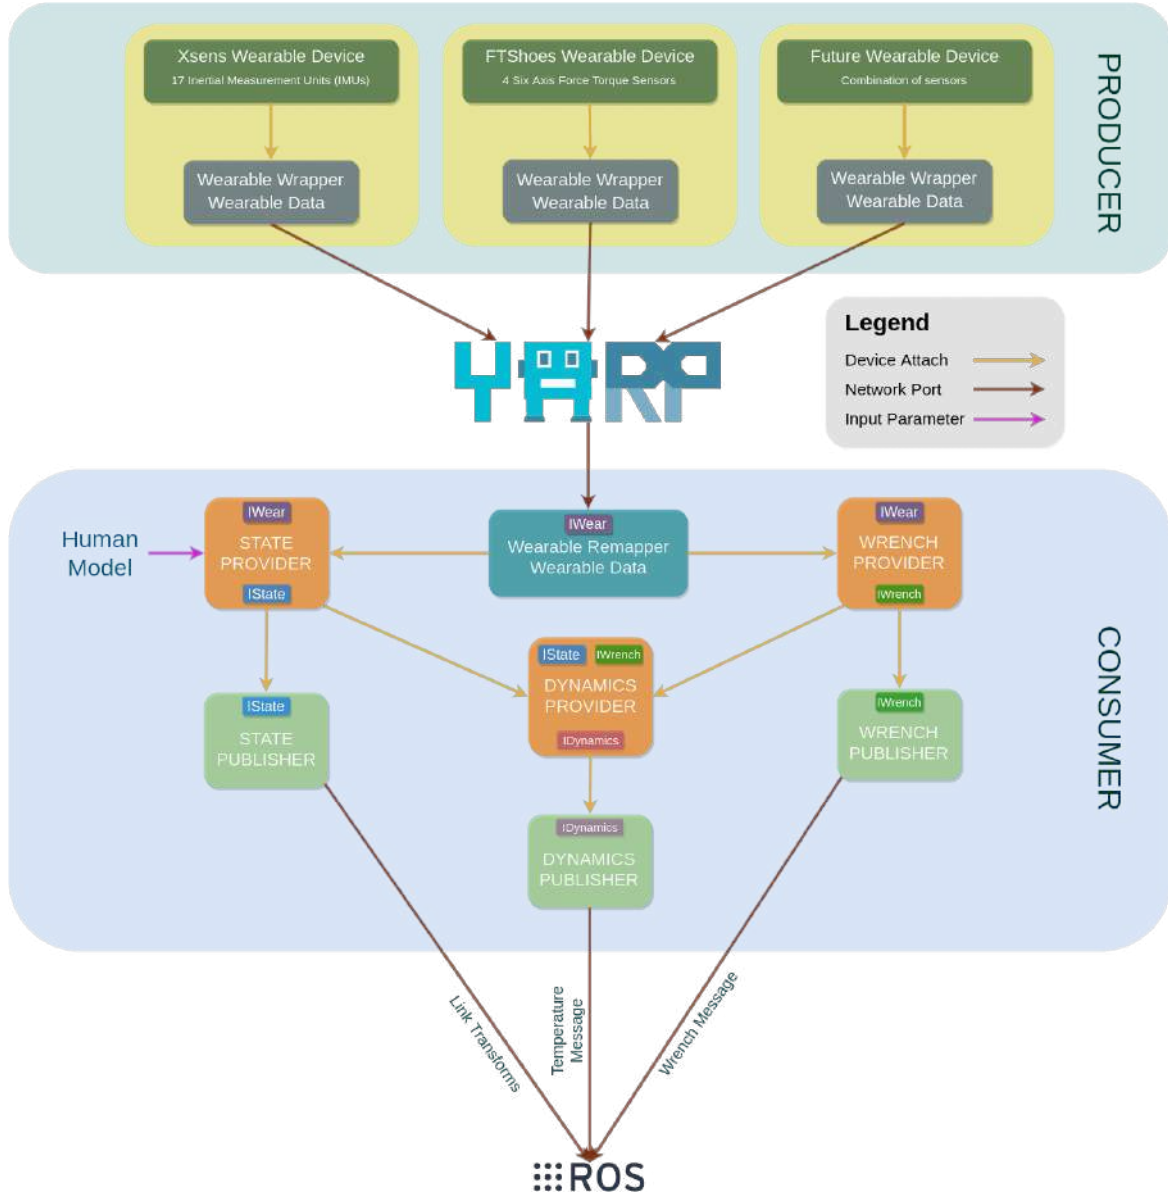 Xsens Wearable Device
17 Inertial Measurement Units (IMUs)
FTShoes Wearable Device
4 Six Axis Force Torque Sensors
Future Wearable Device
Combination of sensors
PRODUCER
Wearable Wrapper
Wearable Data
Wearable Wrapper
Wearable Data
Wearable Wrapper
Wearable Data
YARP
Legend
Device Attach
Network Port
Input Parameter
Human
Model
IWear
STATE
PROVIDER
IState
IWear
Wearable Remapper
Wearable Data
IWear
WRENCH
PROVIDER
IWrench
CONSUMER
IState
IWrench
DYNAMICS
PROVIDER
IDynamics
IState
STATE
PUBLISHER
IWrench
WRENCH
PUBLISHER
IDynamics
DYNAMICS
PUBLISHER
Link Transforms
Temperature
Message
Wrench Message
ROS